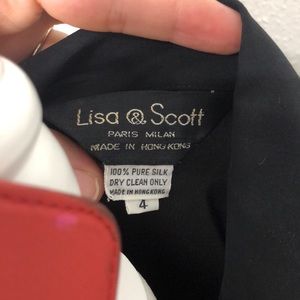 Lisa & Scott
PARIS MILAN
MADE IN HONG KONG
100% PURE SILK
DRY CLEAN ONLY
MADE IN HONGKONG
4